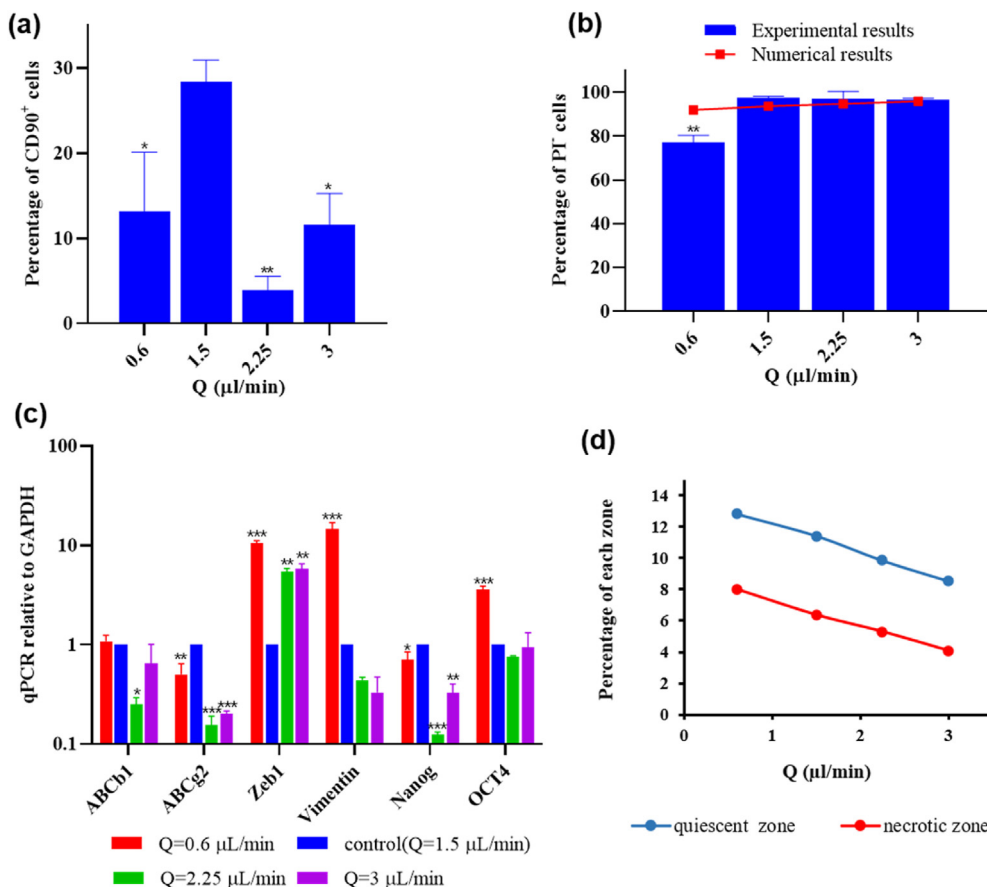 (a)
Percentage of CD90+ cells
30
20
10
0
*
*
**
0.6
1.5
2.25
3
Q (µl/min)
(b)
Experimental results
Numerical results
Percentage of PI- cells
100
80
60
40
20
0
**
0.6
1.5
2.25
3
Q (µl/min)
(c)
qPCR relative to GAPDH
100
10
1
0.1
*
**
***
***
***
**
**
***
*
***
**
***
ABCb1
ABCg2
Zeb1
Vimentin
Nanog
OCT4
Q=0.6 µL/min
control(Q=1.5 µL/min)
Q=2.25 µL/min
Q=3 µL/min
(d)
Percentage of each zone
14
12
10
8
6
4
2
0
0
1
2
3
Q (µl/min)
quiescent zone
necrotic zone